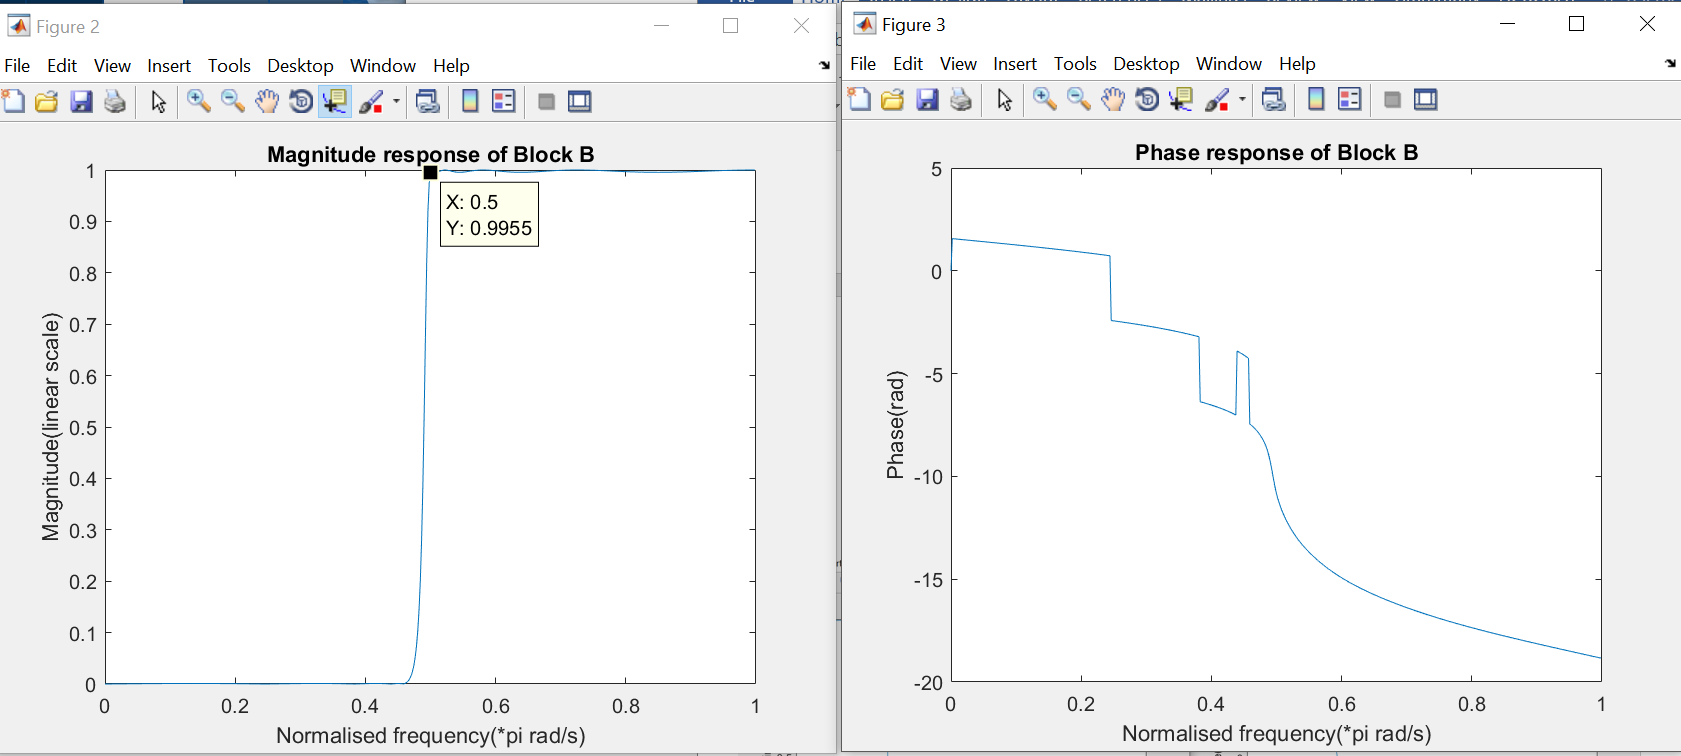 Figure 2
File Edit View Insert Tools Desktop Window Help
Magnitude response of Block B
1
0.9
0.8
0.7
0.6
0.5
0.4
0.3
0.2
0.1
0
Magnitude(linear scale)
X: 0.5
Y: 0.9955
0 0.2 0.4 0.6 0.8 1
Normalised frequency(*pi rad/s)
Figure 3
File Edit View Insert Tools Desktop Window Help
Phase response of Block B
5
0
-5
-10
-15
-20
Phase(rad)
0 0.2 0.4 0.6 0.8 1
Normalised frequency(*pi rad/s)